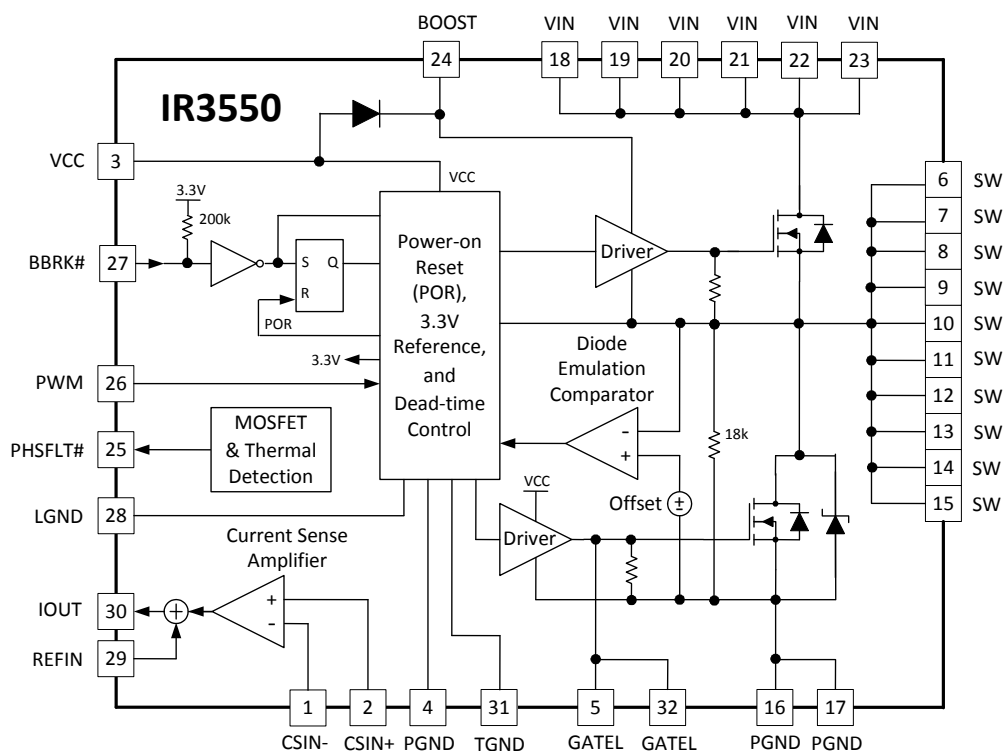 BOOST VIN VIN VIN VIN VIN VIN
24 18 19 20 21 22 23
IR3550
VCC 3
VCC
3.3V
200k
BBRK# 27
S Q
R
POR
3.3V
Power-on
Reset
(POR),
3.3V
Reference,
and
Dead-time
Control
Driver
6 SW
7 SW
8 SW
9 SW
10 SW
11 SW
12 SW
13 SW
14 SW
15 SW
Diode
Emulation
Comparator
-
+
18k
Offset
±
PWM 26
PHSFLT# 25
MOSFET
& Thermal
Detection
LGND 28
VCC
Driver
Current Sense
Amplifier
+
-
IOUT 30
+
REFIN 29
1 2 4 31 5 32 16 17
CSIN- CSIN+ PGND TGND GATEL GATEL PGND PGND